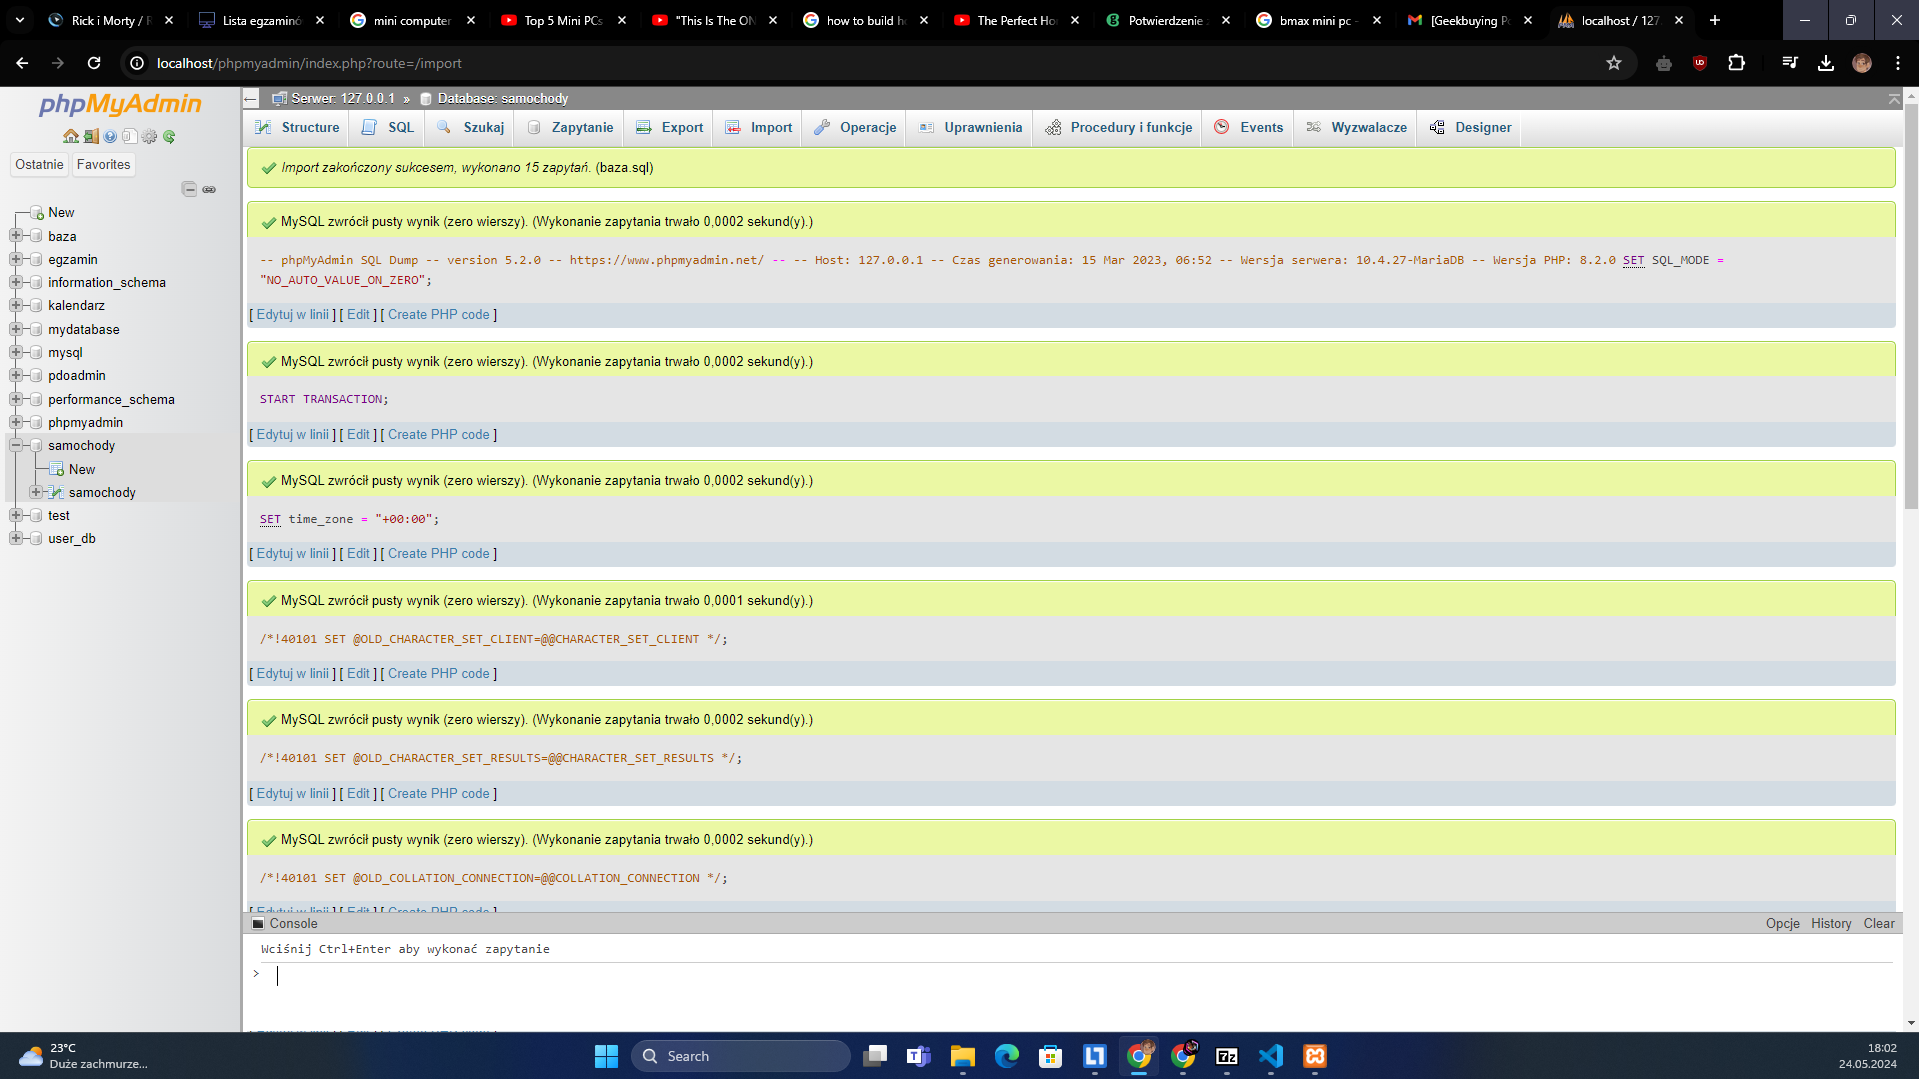 Rick i Morty / R
Lista egzaminów
mini computer
Top 5 Mini PCs
"This Is The ON
how to build h
The Perfect Ho
Potwierdzenie z
bmax mini pc -
[Geekbuying P
localhost / 127.
localhost/phpmyadmin/index.php?route=/import
phpMyAdmin
Ostatnie
Favorites
New
baza
egzamin
information_schema
kalendarz
mydatabase
mysql
pdoadmin
performance_schema
phpmyadmin
samochody
New
samochody
test
user_db
Serwer: 127.0.0.1 » Database: samochody
Structure
SQL
Szukaj
Zapytania
Export
Import
Operacje
Uprawnienia
Procedury i funkcje
Events
Wyzwalacze
Designer
Import zakończony sukcesem, wykonano 15 zapytań. (baza.sql)
MySQL zwrócił pusty wynik (zero wierszy). (Wykonanie zapytania trwało 0,0002 sekund(y).)
-- phpMyAdmin SQL Dump -- version 5.2.0 -- https://www.phpmyadmin.net/ -- -- Host: 127.0.0.1 -- Czas generowania: 15 Mar 2023, 06:52 -- Wersja serwera: 10.4.27-MariaDB -- Wersja PHP: 8.2.0 SET SQL_MODE =
"NO_AUTO_VALUE_ON_ZERO";
[ Edytuj w linii ] [ Edit ] [ Create PHP code ]
MySQL zwrócił pusty wynik (zero wierszy). (Wykonanie zapytania trwało 0,0002 sekund(y).)
START TRANSACTION;
[ Edytuj w linii ] [ Edit ] [ Create PHP code ]
MySQL zwrócił pusty wynik (zero wierszy). (Wykonanie zapytania trwało 0,0002 sekund(y).)
SET time_zone = "+00:00";
[ Edytuj w linii ] [ Edit ] [ Create PHP code ]
MySQL zwrócił pusty wynik (zero wierszy). (Wykonanie zapytania trwało 0,0001 sekund(y).)
/*!40101 SET @OLD_CHARACTER_SET_CLIENT=@@CHARACTER_SET_CLIENT */;
[ Edytuj w linii ] [ Edit ] [ Create PHP code ]
MySQL zwrócił pusty wynik (zero wierszy). (Wykonanie zapytania trwało 0,0002 sekund(y).)
/*!40101 SET @OLD_CHARACTER_SET_RESULTS=@@CHARACTER_SET_RESULTS */;
[ Edytuj w linii ] [ Edit ] [ Create PHP code ]
MySQL zwrócił pusty wynik (zero wierszy). (Wykonanie zapytania trwało 0,0002 sekund(y).)
/*!40101 SET @OLD_COLLATION_CONNECTION=@@COLLATION_CONNECTION */;
[ Edytuj w linii ] [ Edit ] [ Create PHP code ]
Console
Opcje
History
Clear
Wciśnij Ctrl+Enter aby wykonać zapytanie
>
23°C
Duże zachmurze...
Search
18:02
24.05.2024